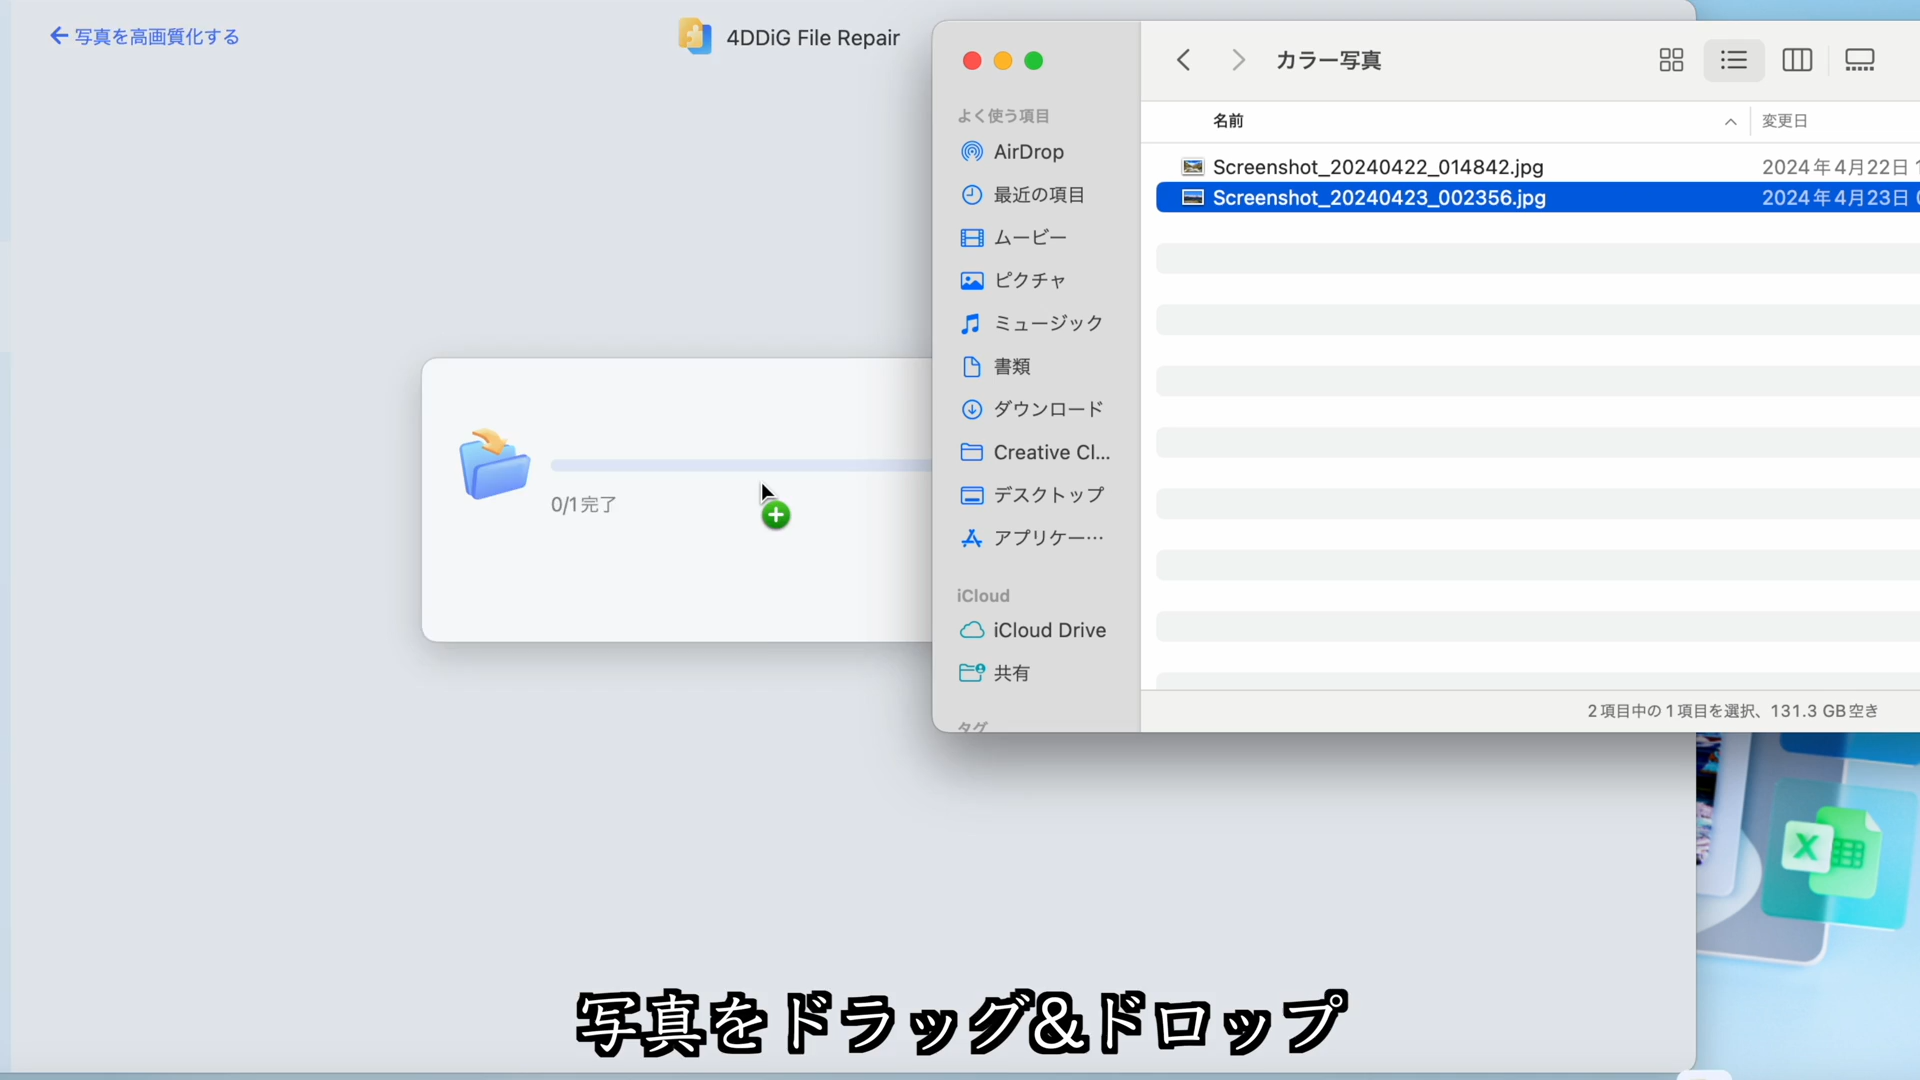 写真を高画質化する
4DDiG File Repair
カラー写真
よく使う項目
AirDrop
最近の項目
ムービー
ピクチャ
ミュージック
書類
ダウンロード
Creative Cl...
デスクトップ
アプリケー…
iCloud
iCloud Drive
共有
タグ
名前
変更日
Screenshot_20240422_014842.jpg
2024年4月22日 1
Screenshot_20240423_002356.jpg
2024年4月23日 0
2項目中の1項目を選択、131.3 GB空き
0/1完了
X
写真をドラッグ&ドロップ